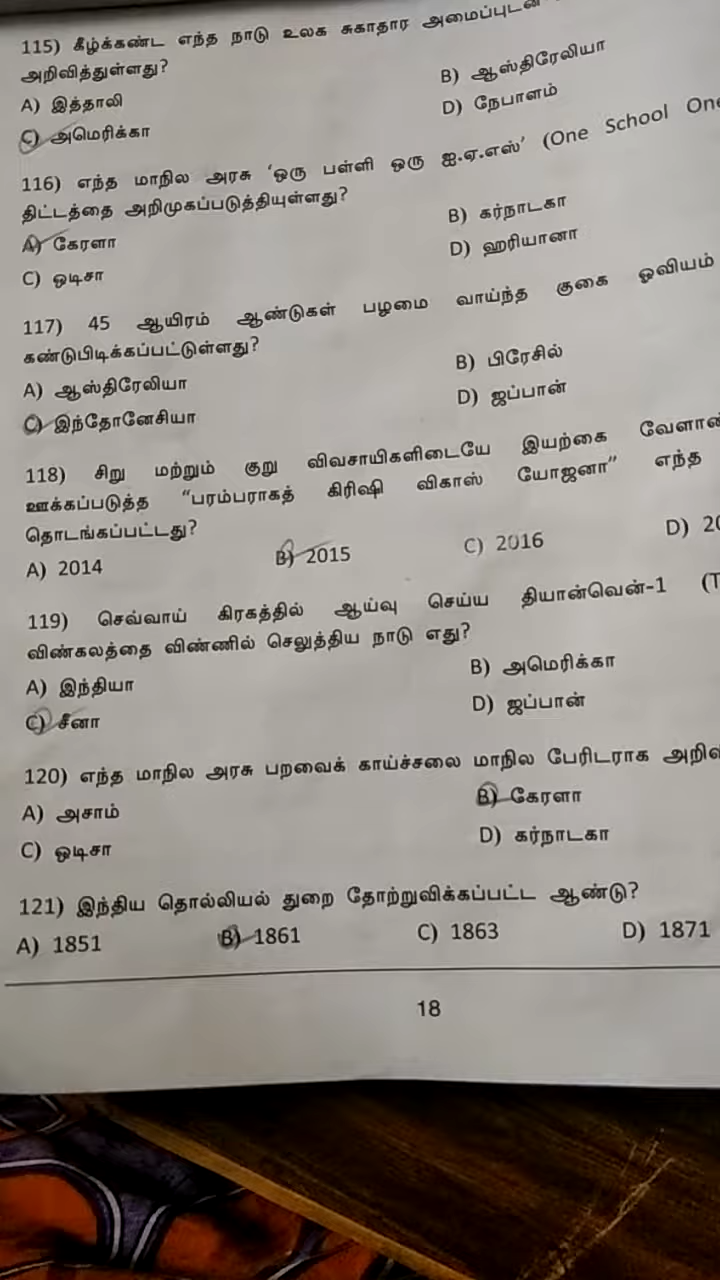 115) கீழ்க்கண்ட எந்த நாடு உலக சுகாதார அமைப்புடன்
அறிவித்துள்ளது?
A) இத்தாலி B) ஆஸ்திரேலியா
C) அமெரிக்கா D) நேபாளம்
116) எந்த மாநில அரசு ‘ஒரு பள்ளி ஒரு ஐ.ஏ.எஸ்’ (One School One
திட்டத்தை அறிமுகப்படுத்தியுள்ளது?
A) கேரளா B) கர்நாடகா
C) ஒடிசா D) ஹரியானா
117) 45 ஆயிரம் ஆண்டுகள் பழமை வாய்ந்த குகை ஓவியம்
கண்டுபிடிக்கப்பட்டுள்ளது?
A) ஆஸ்திரேலியா B) பிரேசில்
C) இந்தோனேசியா D) ஜப்பான்
118) சிறு மற்றும் குறு விவசாயிகளிடையே இயற்கை
ஊக்கப்படுத்த “பரம்பராகத் கிரிஷி விகாஸ் யோஜனா” எந்த
தொடங்கப்பட்டது?
A) 2014 B) 2015 C) 2016 D)
119) செவ்வாய் கிரகத்தில் ஆய்வு செய்ய தியான்வென்-1
விண்கலத்தை விண்ணில் செலுத்திய நாடு எது?
A) இந்தியா B) அமெரிக்கா
C) சீனா D) ஜப்பான்
120) எந்த மாநில அரசு பறவைக் காய்ச்சலை மாநில பேரிடராக
A) அசாம் B) கேரளா
C) ஒடிசா D) கர்நாடகா
121) இந்திய தொல்லியல் துறை தோற்றுவிக்கப்பட்ட ஆண்டு?
A) 1851 B) 1861 C) 1863 D) 1871
18